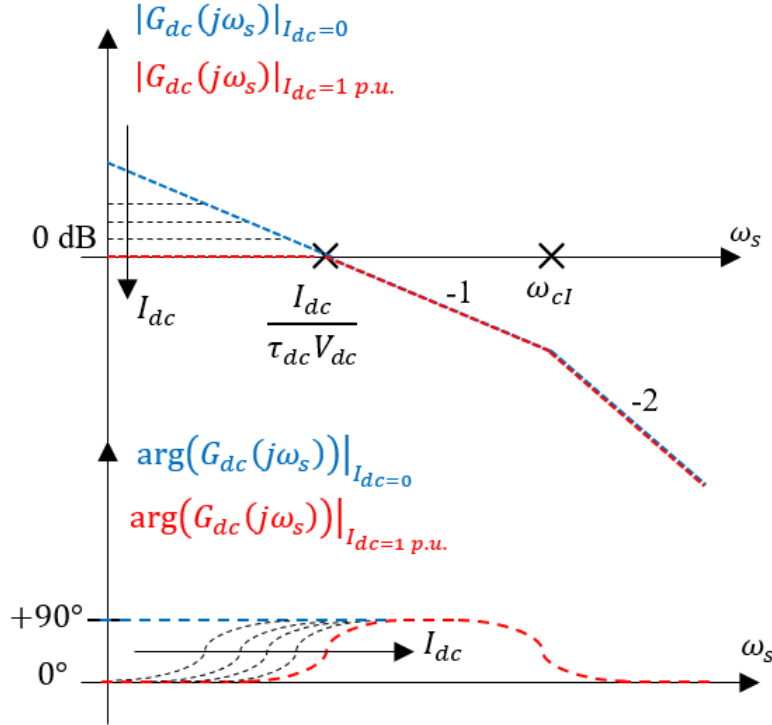 |G_dc(jω_s)|_{I_dc=0}
|G_dc(jω_s)|_{I_dc=1 p.u.}
0 dB
ω_s
I_dc
I_dc
τ_dc V_dc
-1
ω_cI
-2
arg(G_dc(jω_s))|_{I_dc=0}
arg(G_dc(jω_s))|_{I_dc=1 p.u.}
+90°
I_dc
0°
ω_s